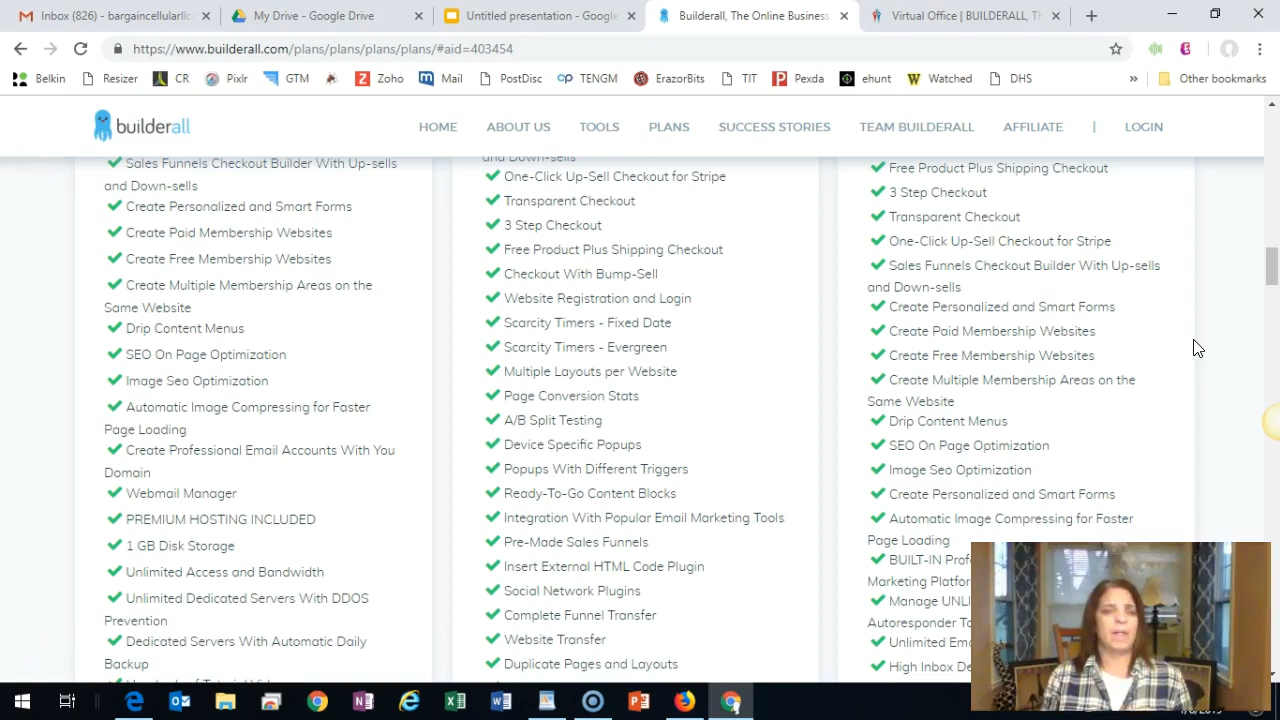 Inbox (826) - bargaincellularllc
My Drive - Google Drive
Untitled presentation - Google
Builderall, The Online Business
Virtual Office | BUILDERALL, Th
https://www.builderall.com/plans/plans/plans/plans/#aid=403454
Belkin
Resizer
CR
Pixlr
GTM
Zoho
Mail
PostDisc
TENGM
ErazorBits
TIT
Pexda
ehunt
Watched
DHS
Other bookmarks
builderall
HOME
ABOUT US
TOOLS
PLANS
SUCCESS STORIES
TEAM BUILDERALL
AFFILIATE
|
LOGIN
Sales Funnels Checkout Builder With Up-sells
and Down-sells
Create Personalized and Smart Forms
Create Paid Membership Websites
Create Free Membership Websites
Create Multiple Membership Areas on the
Same Website
Drip Content Menus
SEO On Page Optimization
Image Seo Optimization
Automatic Image Compressing for Faster
Page Loading
Create Professional Email Accounts With You
Domain
Webmail Manager
PREMIUM HOSTING INCLUDED
1 GB Disk Storage
Unlimited Access and Bandwidth
Unlimited Dedicated Servers With DDOS
Prevention
Dedicated Servers With Automatic Daily
Backup
and Down-sells
One-Click Up-Sell Checkout for Stripe
Transparent Checkout
3 Step Checkout
Free Product Plus Shipping Checkout
Checkout With Bump-Sell
Website Registration and Login
Scarcity Timers - Fixed Date
Scarcity Timers - Evergreen
Multiple Layouts per Website
Page Conversion Stats
A/B Split Testing
Device Specific Popups
Popups With Different Triggers
Ready-To-Go Content Blocks
Integration With Popular Email Marketing Tools
Pre-Made Sales Funnels
Insert External HTML Code Plugin
Social Network Plugins
Complete Funnel Transfer
Website Transfer
Duplicate Pages and Layouts
Free Product Plus Shipping Checkout
3 Step Checkout
Transparent Checkout
One-Click Up-Sell Checkout for Stripe
Sales Funnels Checkout Builder With Up-sells
and Down-sells
Create Personalized and Smart Forms
Create Paid Membership Websites
Create Free Membership Websites
Create Multiple Membership Areas on the
Same Website
Drip Content Menus
SEO On Page Optimization
Image Seo Optimization
Create Personalized and Smart Forms
Automatic Image Compressing for Faster
Page Loading
BUILT-IN Prof
Marketing Platfor
Manage UNLI
Autoresponder To
Unlimited Ema
High Inbox De